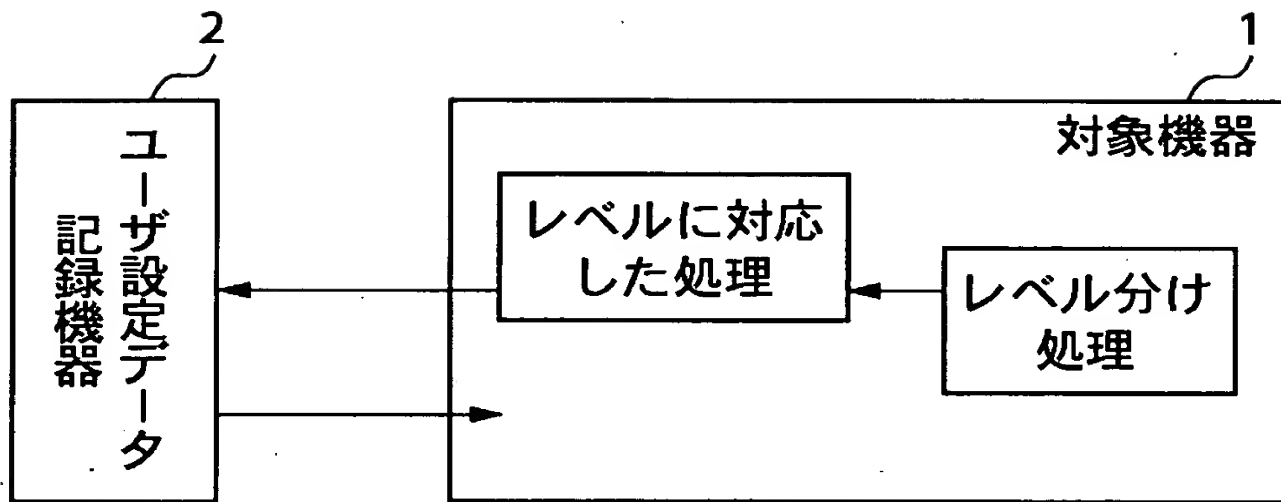 2
1
ユーザ設定データ
記録機器
対象機器
レベルに対応
した処理
レベル分け
処理